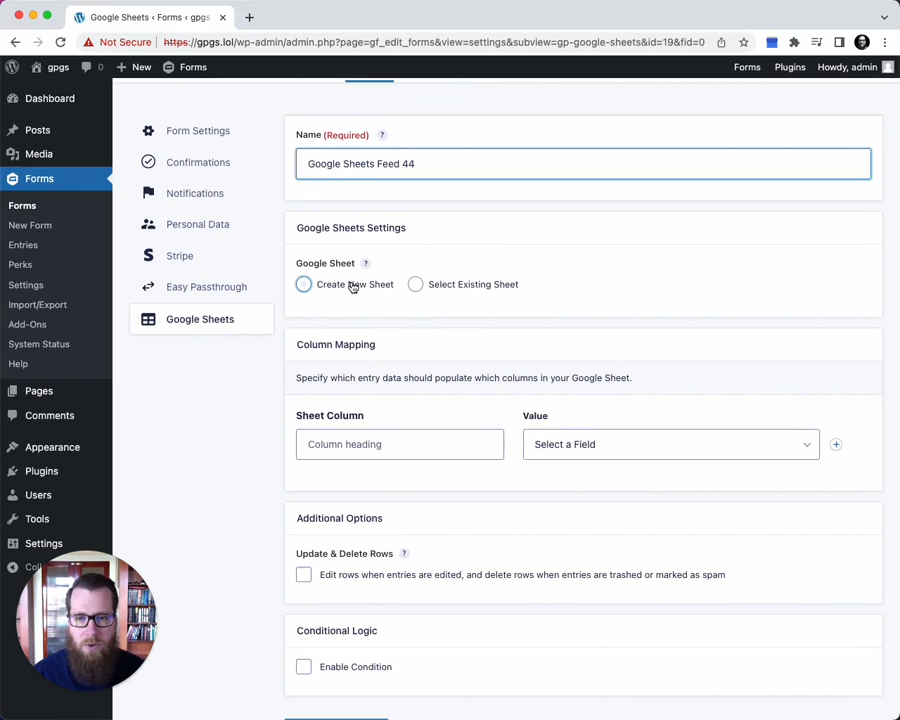 Google Sheets ‹ Forms ‹ gpgs
Not Secure https://gpgs.lol/wp-admin/admin.php?page=gf_edit_forms&view=settings&subview=gp-google-sheets&id=19&fid=0
gpgs 0 New Forms Forms Plugins Howdy, admin
Dashboard
Posts
Media
Forms
Forms
New Form
Entries
Perks
Settings
Import/Export
Add-Ons
System Status
Help
Pages
Comments
Appearance
Plugins
Users
Tools
Settings
Form Settings
Confirmations
Notifications
Personal Data
Stripe
Easy Passthrough
Google Sheets
Name (Required) ?
Google Sheets Feed 44
Google Sheets Settings
Google Sheet ?
Create New Sheet Select Existing Sheet
Column Mapping
Specify which entry data should populate which columns in your Google Sheet.
Sheet Column Value
Column heading Select a Field
Additional Options
Update & Delete Rows ?
Edit rows when entries are edited, and delete rows when entries are trashed or marked as spam
Conditional Logic
Enable Condition